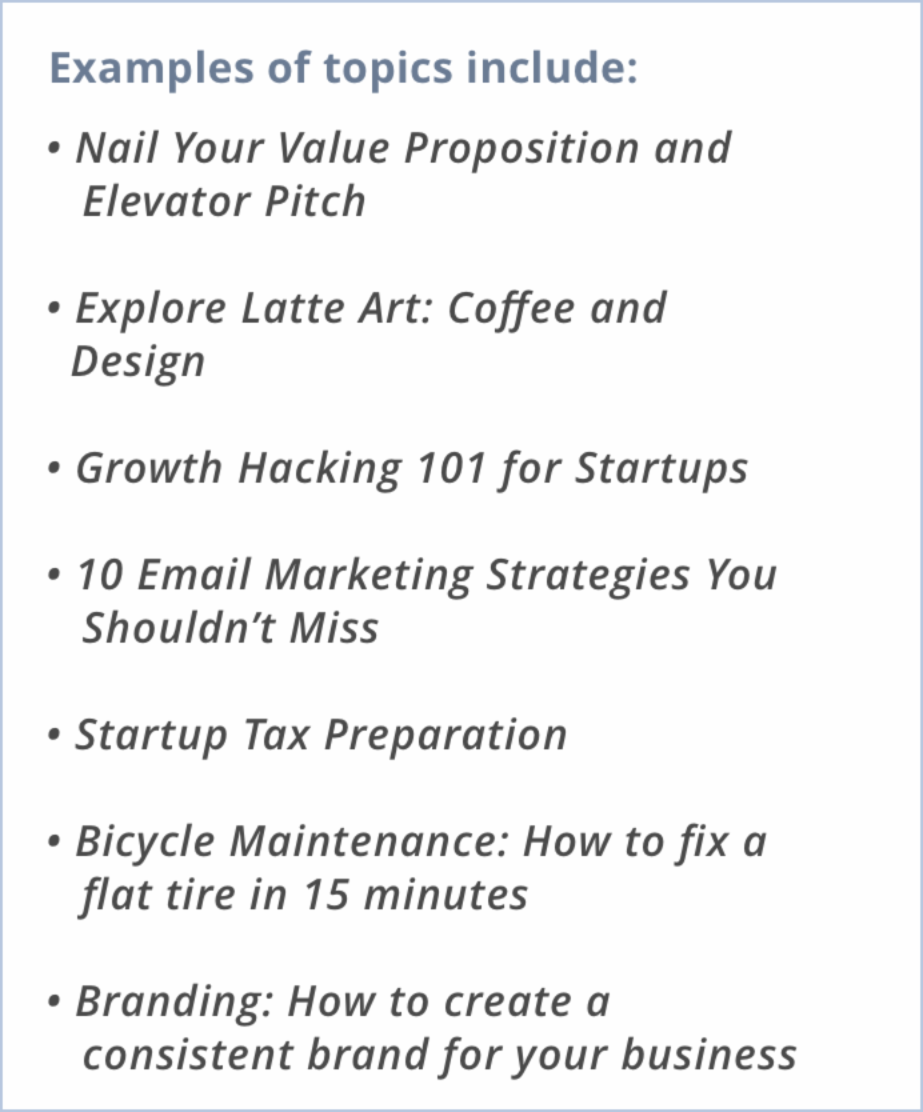 Examples of topics include:
• Nail Your Value Proposition and
Elevator Pitch
• Explore Latte Art: Coffee and
Design
• Growth Hacking 101 for Startups
• 10 Email Marketing Strategies You
Shouldn’t Miss
• Startup Tax Preparation
• Bicycle Maintenance: How to fix a
flat tire in 15 minutes
• Branding: How to create a
consistent brand for your business